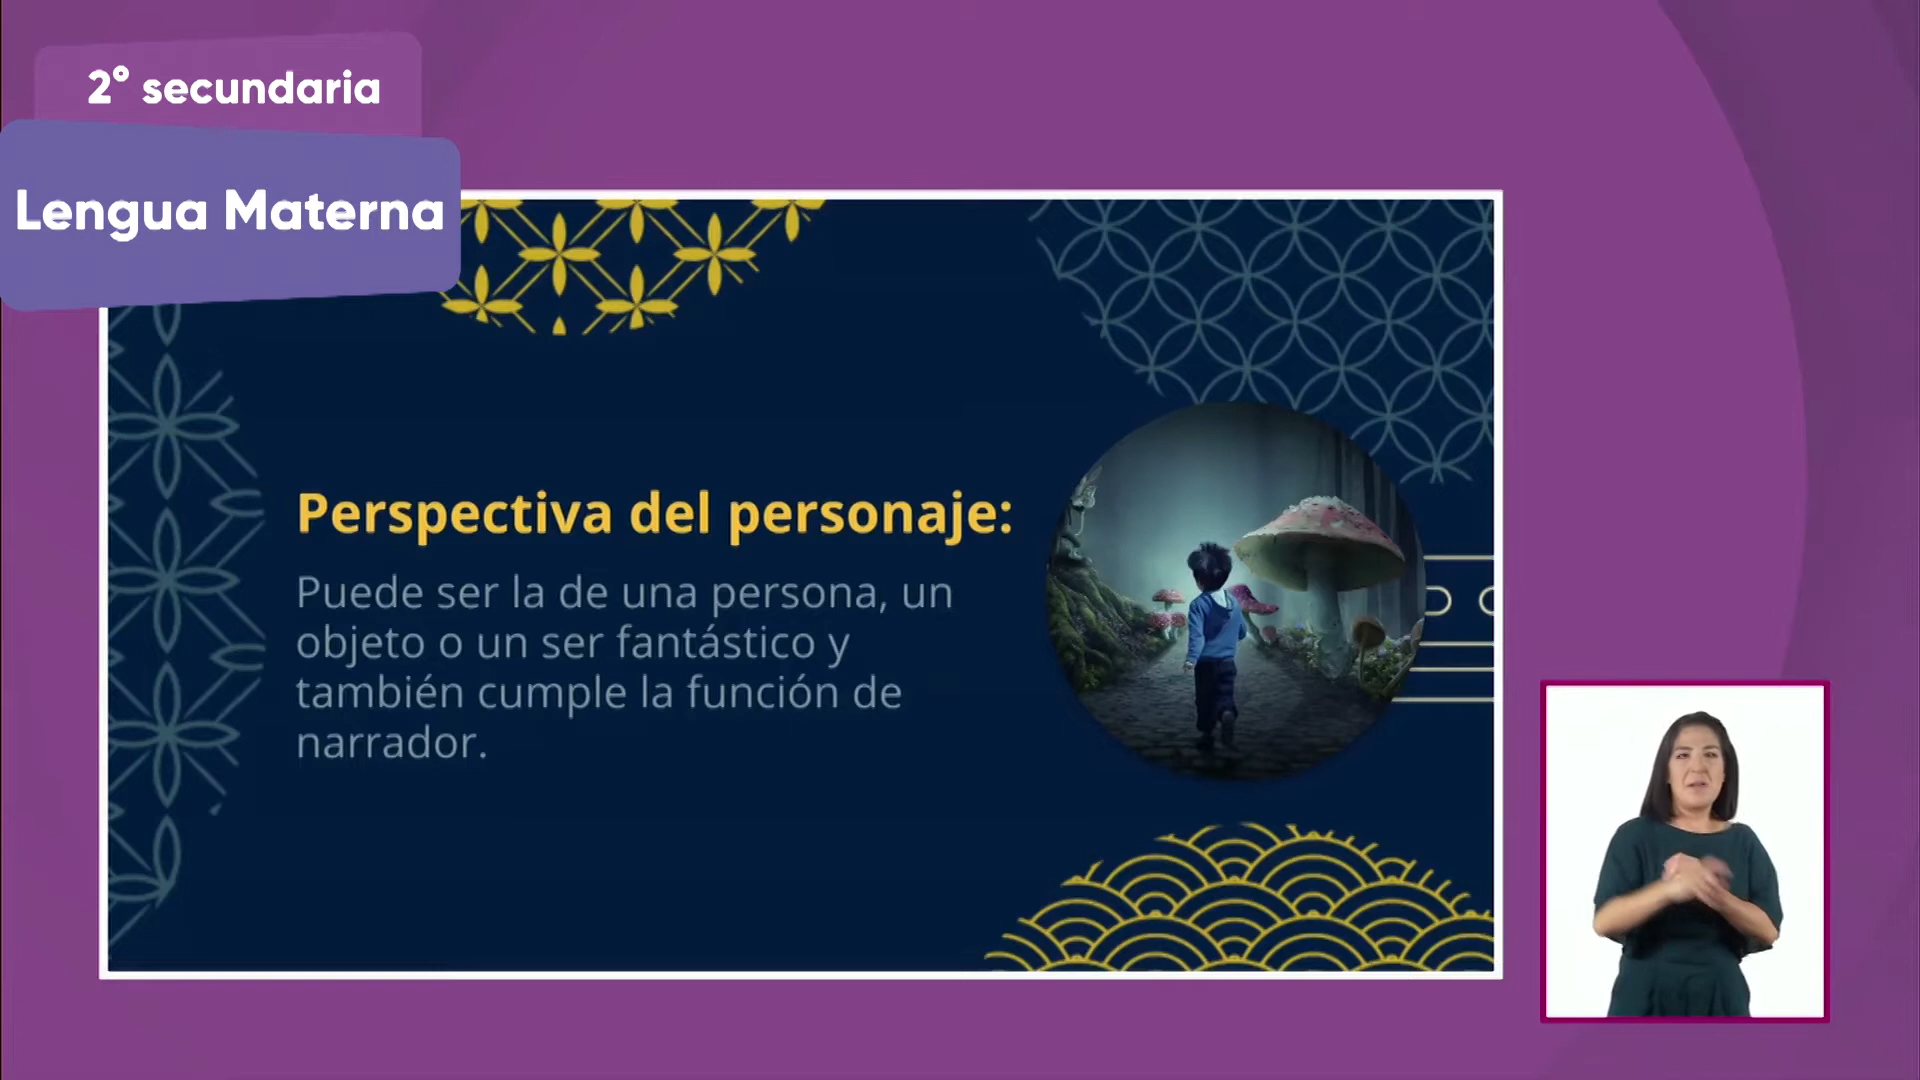 2° secundaria
Lengua Materna
Perspectiva del personaje:
Puede ser la de una persona, un
objeto o un ser fantástico y
también cumple la función de
narrador.